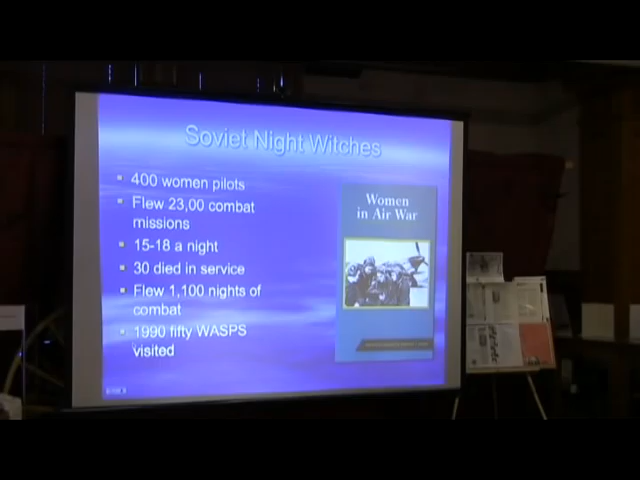 Soviet Night Witches
400 women pilots
Flew 23,00 combat
missions
15-18 a night
30 died in service
Flew 1,100 nights of
combat
1990 fifty WASPS
visited
Women
in Air War